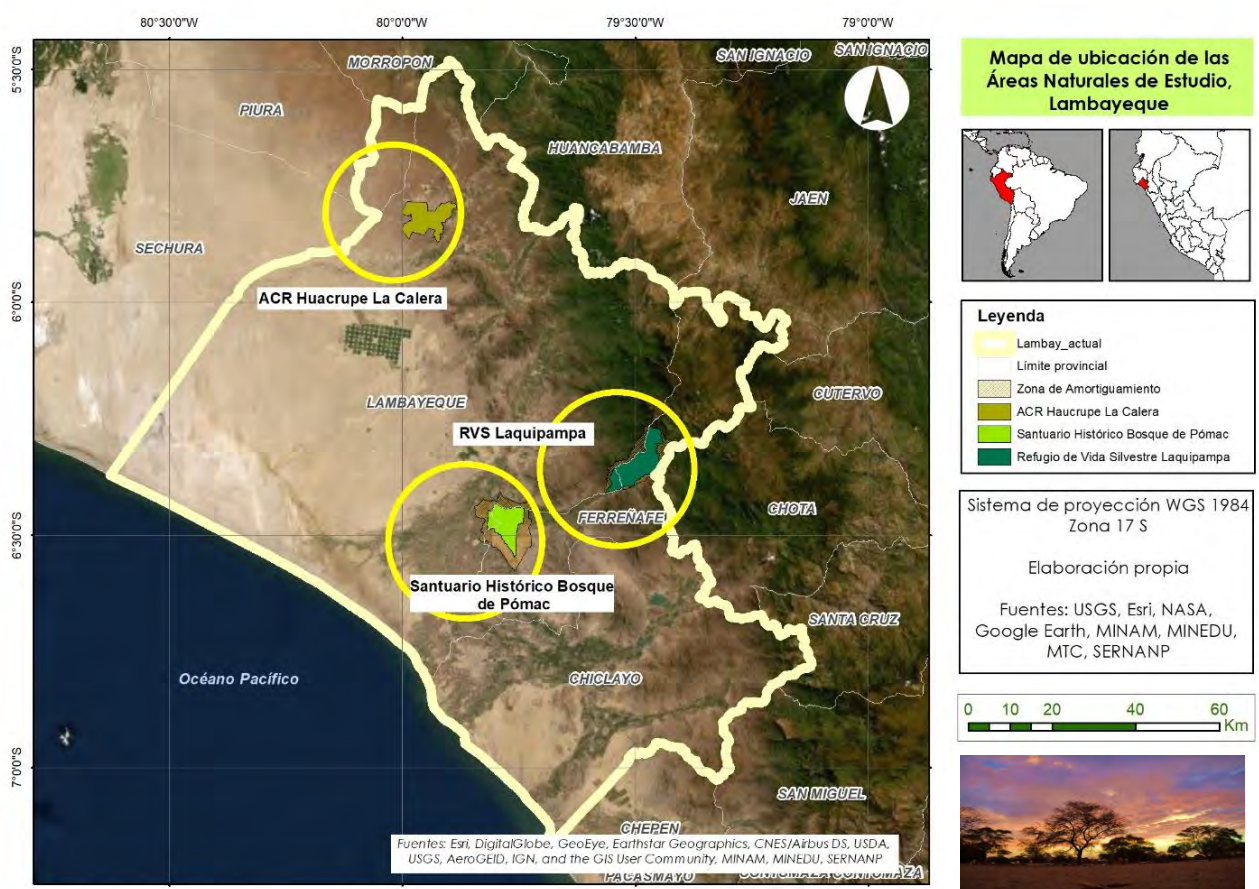 80°30'0"W
80°0'0"W
79°30'0"W
79°0'0"W
5°30'0"S
6°0'0"S
6°30'0"S
7°0'0"S
MORROPON
SAN IGNACIO
SAN IGNACIO
PIURA
HUANCABAMBA
JAEN
SECHURA
ACR Huacrupe La Calera
LAMBAYEQUE
CUTERVO
RVS Laquipampa
CHOTA
FERREÑAFE
Santuario Histórico Bosque
de Pómac
SANTA CRUZ
Océano Pacífico
CHICLAYO
SAN MIGUEL
CHEPEN
Fuentes: Esri, DigitalGlobe, GeoEye, Earthstar Geographics, CNES/Airbus DS, USDA,
USGS, AeroGEID, IGN, and the GIS User Community, MINAM, MINEDU, SERNANP
PACASMAYO
CONTUMAZA
Mapa de ubicación de las
Áreas Naturales de Estudio,
Lambayeque
Leyenda
Lambay_actual
Límite provincial
Zona de Amortiguamiento
ACR Haucrupe La Calera
Santuario Histórico Bosque de Pómac
Refugio de Vida Silvestre Laquipampa
Sistema de proyección WGS 1984
Zona 17 S
Elaboración propia
Fuentes: USGS, Esri, NASA,
Google Earth, MINAM, MINEDU,
MTC, SERNANP
0 10 20 40 60
Km